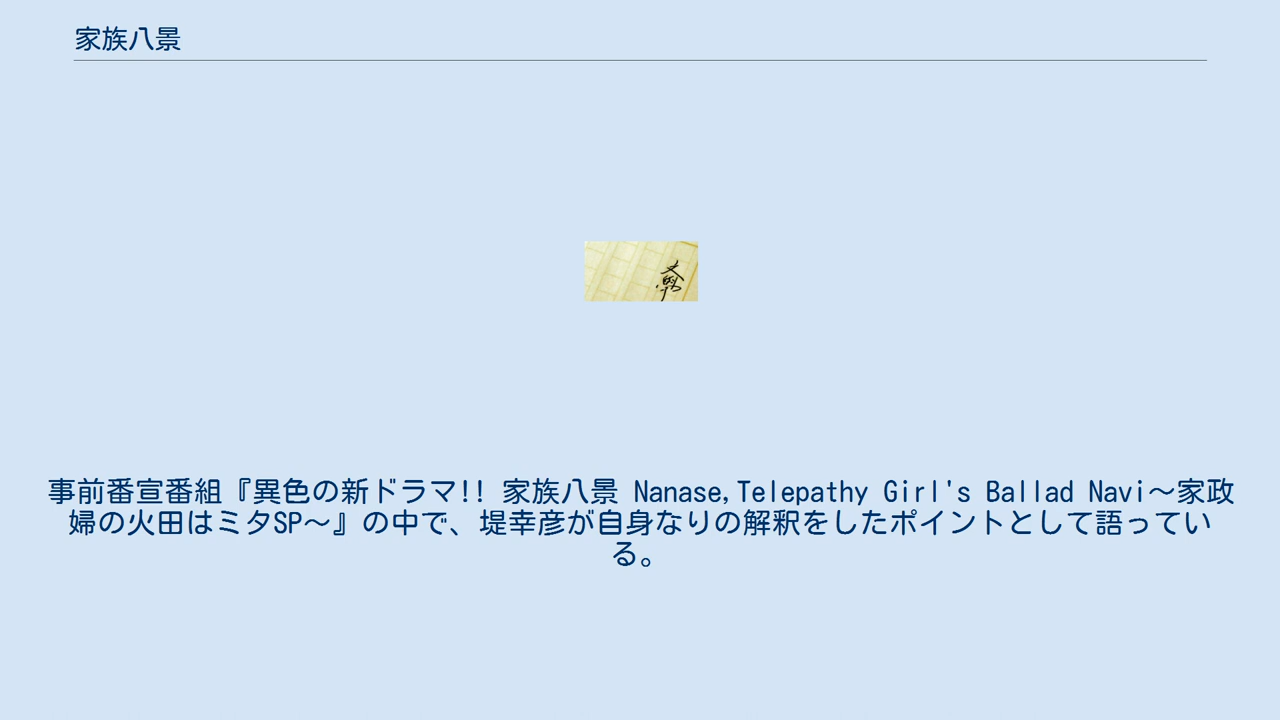 家族八景
事前番宣番組『異色の新ドラマ!! 家族八景 Nanase,Telepathy Girl's Ballad Navi〜家政
婦の火田はミタSP〜』の中で、堤幸彦が自身なりの解釈をしたポイントとして語ってい
る。